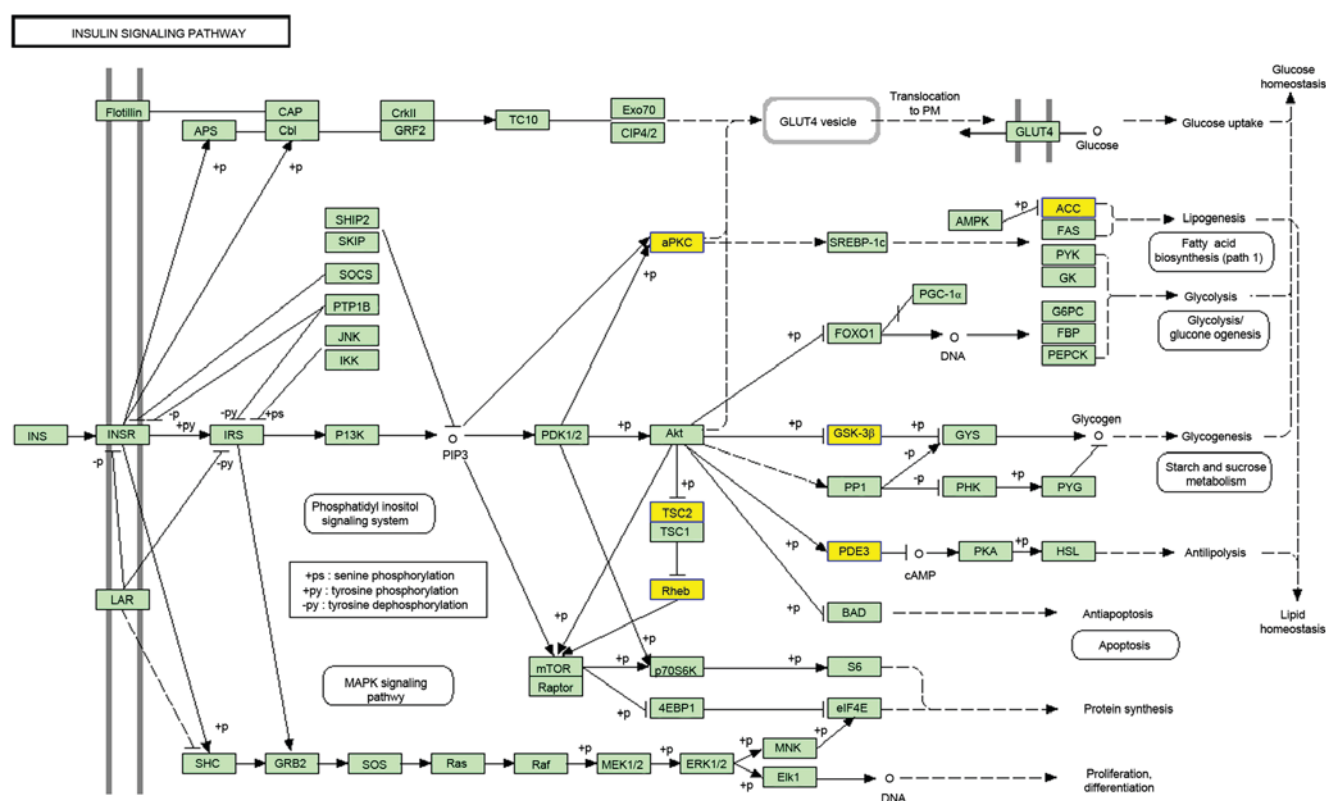 INSULIN SIGNALING PATHWAY
Glucose
homeostasis
Flotillin
CAP
APS
Cbl
CrkII
GRF2
TC10
Exo70
CIP4/2
GLUT4 vesicle
Translocation
to PM
GLUT4
Glucose
Glucose uptake
+p
+p
SHIP2
SKIP
SOCS
PTP1B
JNK
IKK
aPKC
+p
SREBP-1c
AMPK
+p
ACC
FAS
PYK
GK
Lipogenesis
Fatty acid
biosynthesis (path 1)
PGC-1α
+p
FOXO1
DNA
G6PC
FBP
PEPCK
Glycolysis
Glycolysis/
glucone ogenesis
INS
INSR
-p
+py
-p
IRS
-py
+ps
-py
P13K
PIP3
PDK1/2
+p
Akt
+p
GSK-3β
+p
GYS
Glycogen
Glycogenesis
-p
PP1
-p
PHK
+p
PYG
Starch and sucrose
metabolism
Phosphatidyl inositol
signaling system
+p
TSC2
TSC1
+p
PDE3
cAMP
PKA
+p
HSL
Antilipolysis
+ps : senine phosphorylation
+py : tyrosine phosphorylation
-py : tyrosine dephosphorylation
LAR
Rheb
+p
BAD
Antiapoptosis
Apoptosis
Lipid
homeostasis
+p
+p
mTOR
Raptor
+p
p70S6K
+p
S6
MAPK signaling
pathwy
+p
4EBP1
eIF4E
Protein synthesis
+p
SHC
GRB2
SOS
Ras
Raf
+p
MEK1/2
+p
ERK1/2
+p
MNK
+p
+p
Elk1
DNA
Proliferation,
differentiation